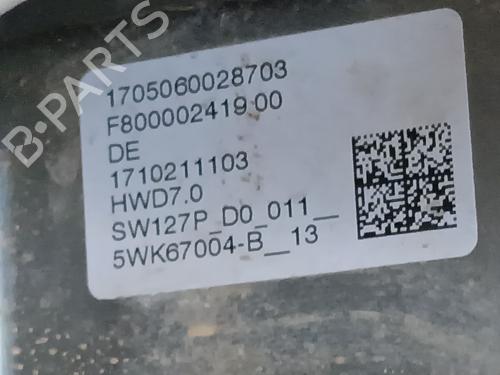 B-PARTS
1705060028703
F800002419 00
DE
1710211103
HWD7.0
SW127P_D0_011__
5WK67004-B__13